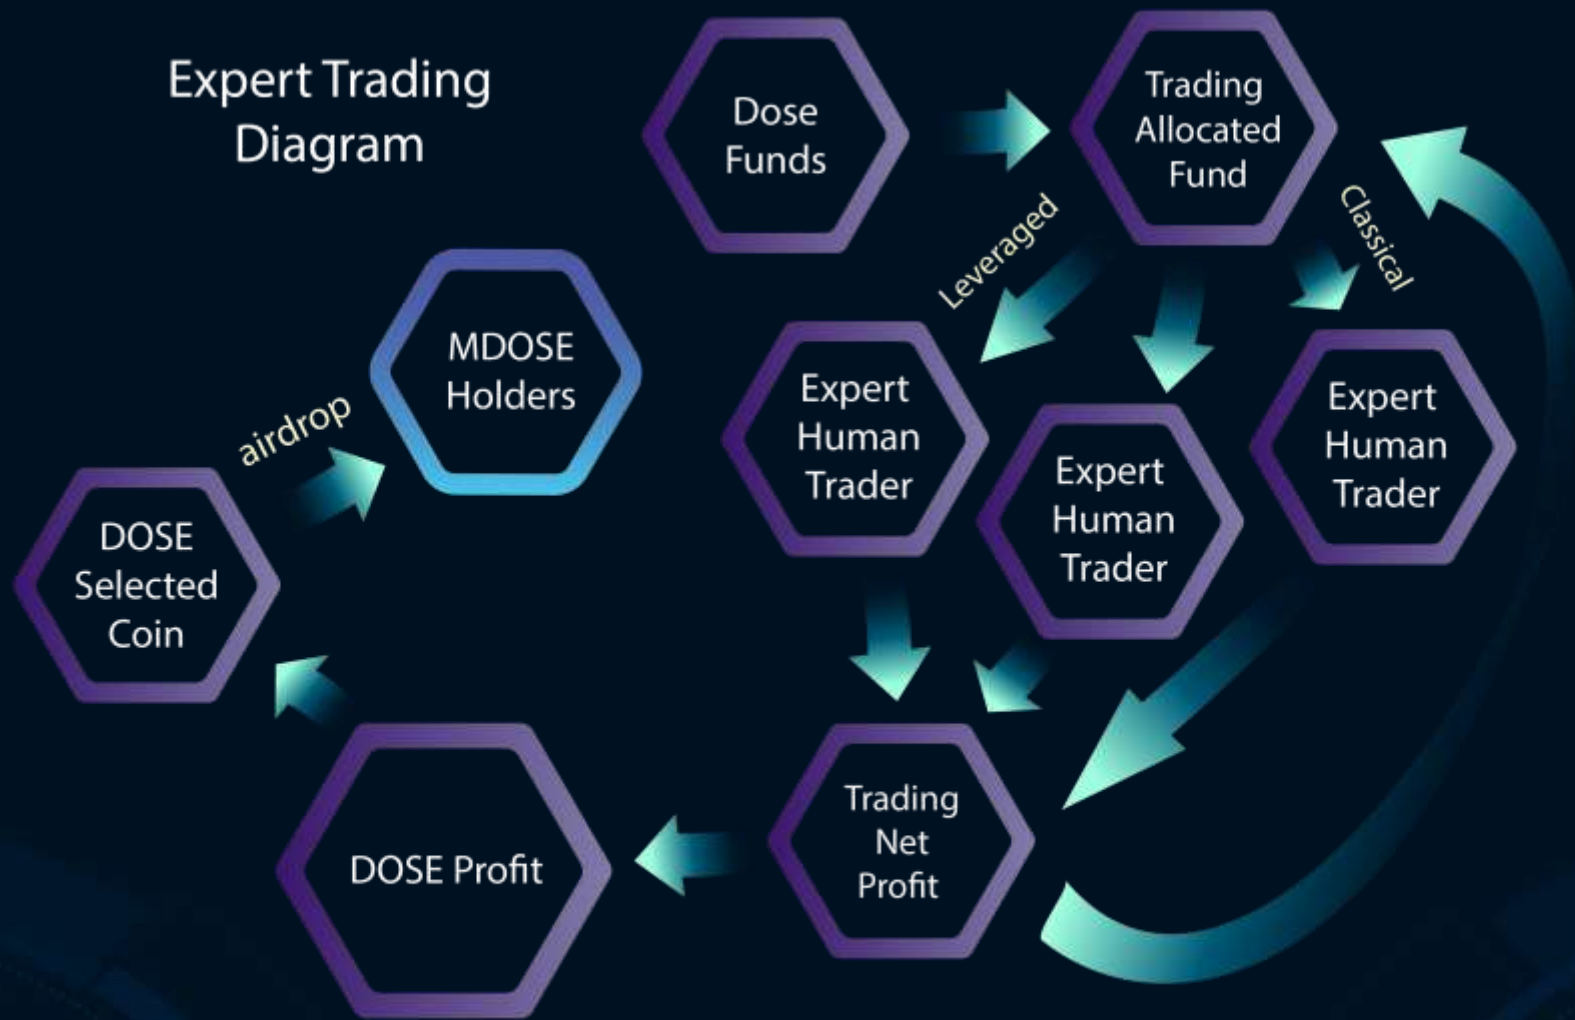 Expert Trading
Diagram
Dose
Funds
Trading
Allocated
Fund
Leveraged
Classical
MDOSE
Holders
airdrop
Expert
Human
Trader
Expert
Human
Trader
Expert
Human
Trader
DOSE
Selected
Coin
DOSE Profit
Trading
Net
Profit